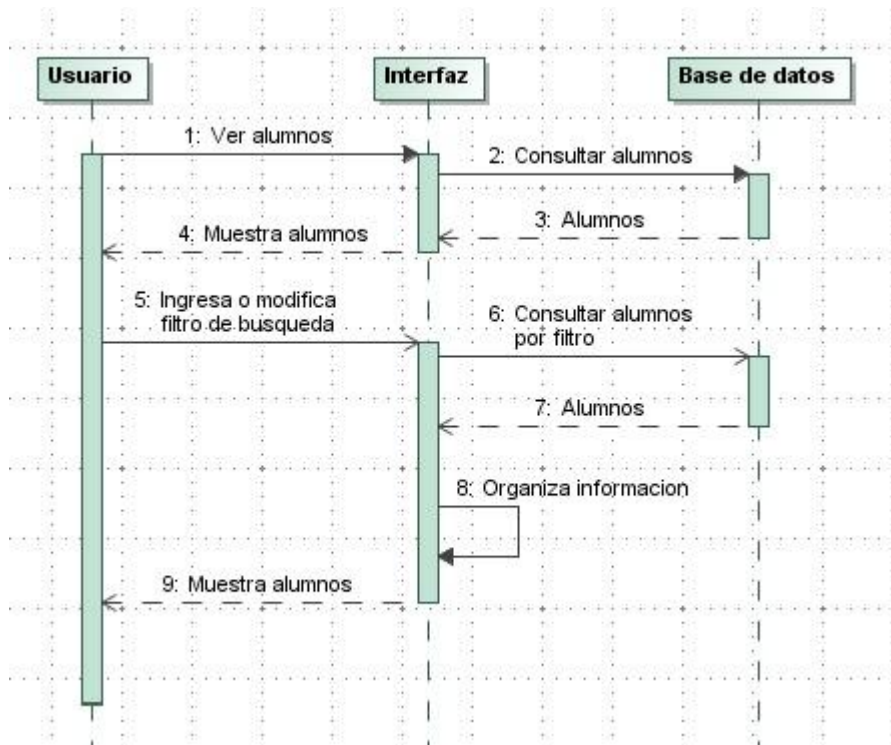 Usuario
Interfaz
Base de datos
1: Ver alumnos
2: Consultar alumnos
3: Alumnos
4: Muestra alumnos
5: Ingresa o modifica
filtro de busqueda
6: Consultar alumnos
por filtro
7: Alumnos
8: Organiza informacion
9: Muestra alumnos